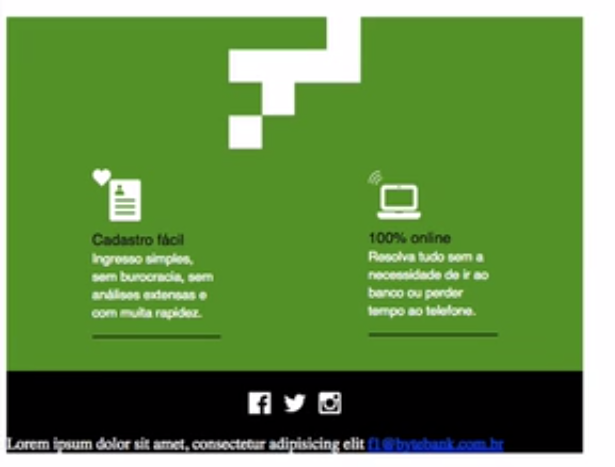 Cadastro fácil
Ingresso simples,
sem burocracia, sem
análises extensas e
com muita rapidez.
100% online
Resolva tudo sem a
necessidade de ir ao
banco ou perder
tempo ao telefone.
Lorem ipsum dolor sit amet, consectetur adipisicing elit f1@bytebank.com.br